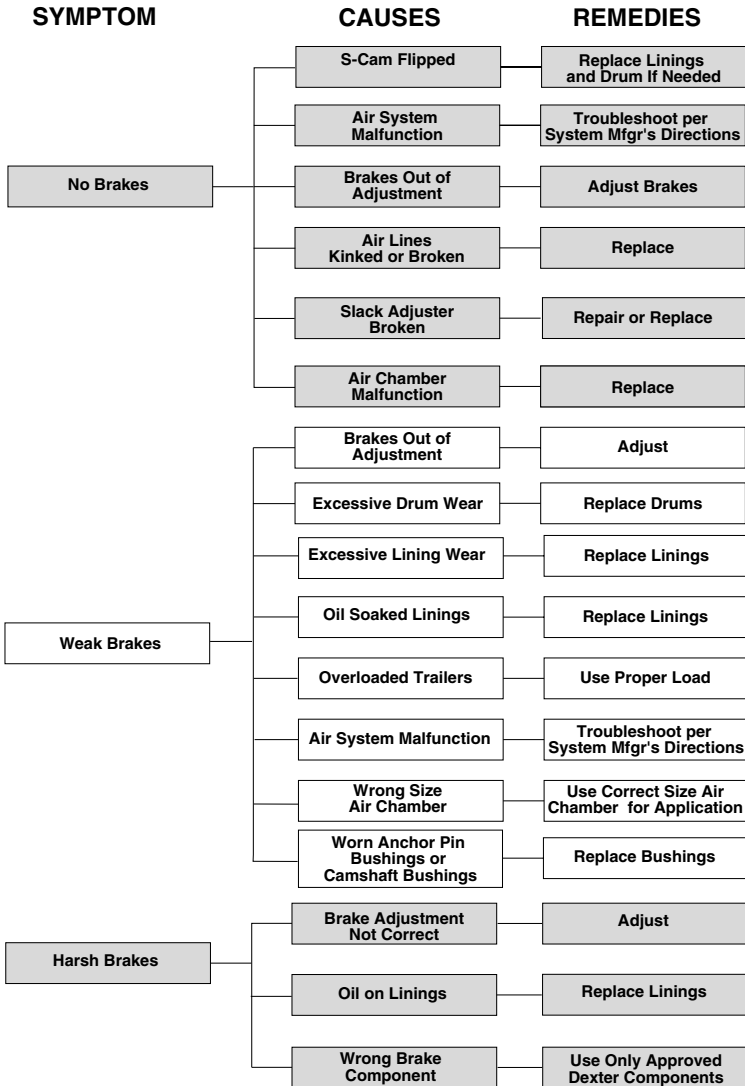 SYMPTOM CAUSES REMEDIES
No Brakes
S-Cam Flipped
Replace Linings
and Drum If Needed
Air System
Malfunction
Troubleshoot per
System Mfgr's Directions
Brakes Out of
Adjustment
Adjust Brakes
Air Lines
Kinked or Broken
Replace
Slack Adjuster
Broken
Repair or Replace
Air Chamber
Malfunction
Replace
Weak Brakes
Brakes Out of
Adjustment
Adjust
Excessive Drum Wear
Replace Drums
Excessive Lining Wear
Replace Linings
Oil Soaked Linings
Replace Linings
Overloaded Trailers
Use Proper Load
Air System Malfunction
Troubleshoot per
System Mfgr's Directions
Wrong Size
Air Chamber
Use Correct Size Air
Chamber for Application
Worn Anchor Pin
Bushings or
Camshaft Bushings
Replace Bushings
Harsh Brakes
Brake Adjustment
Not Correct
Adjust
Oil on Linings
Replace Linings
Wrong Brake
Component
Use Only Approved
Dexter Components